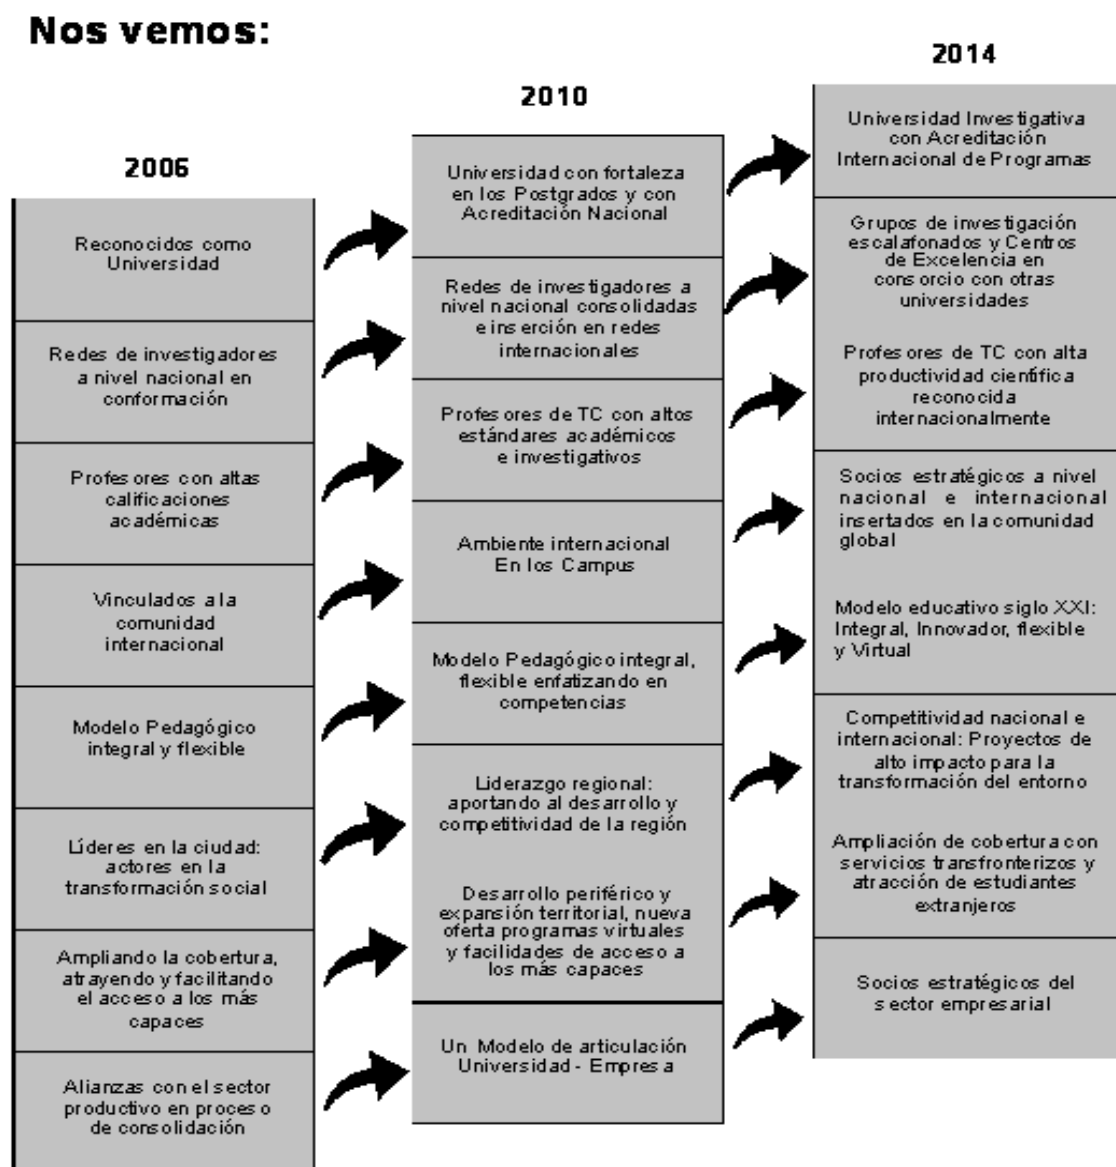 Nos vemos:
2006
Reconocidos como
Universidad
Redes de investigadores
a nivel nacional en
conformación
Profesores con altas
calificaciones
académicas
Vinculados a la
comunidad
internacional
Modelo Pedagógico
integral y flexible
Líderes en la ciudad:
actores en la
transformación social
Ampliando la cobertura,
atrayendo y facilitando
el acceso a los más
capaces
Alianzas con el sector
productivo en proceso
de consolidación
2010
Universidad con fortaleza
en los Postgrados y con
Acreditación Nacional
Redes de investigadores a
nivel nacional consolidadas
e inserción en redes
internacionales
Profesores de TC con altos
estándares académicos
e investigativos
Ambiente internacional
En los Campus
Modelo Pedagógico integral,
flexible enfatizando en
competencias
Liderazgo regional:
aportando al desarrollo y
competitividad de la región
Desarrollo periférico y
expansión territorial, nueva
oferta programas virtuales
y facilidades de acceso a
los más capaces
Un Modelo de articulación
Universidad - Empresa
2014
Universidad Investigativa
con Acreditación
Internacional de Programas
Grupos de investigación
escalafonados y Centros
de Excelencia en
consorcio con otras
universidades
Profesores de TC con alta
productividad científica
reconocida
internacionalmente
Socios estratégicos a nivel
nacional e internacional
insertados en la comunidad
global
Modelo educativo siglo XXI:
Integral, Innovador, flexible
y Virtual
Competitividad nacional e
internacional: Proyectos de
alto impacto para la
transformación del entorno
Ampliación de cobertura con
servicios transfronterizos y
atracción de estudiantes
extranjeros
Socios estratégicos del
sector empresarial